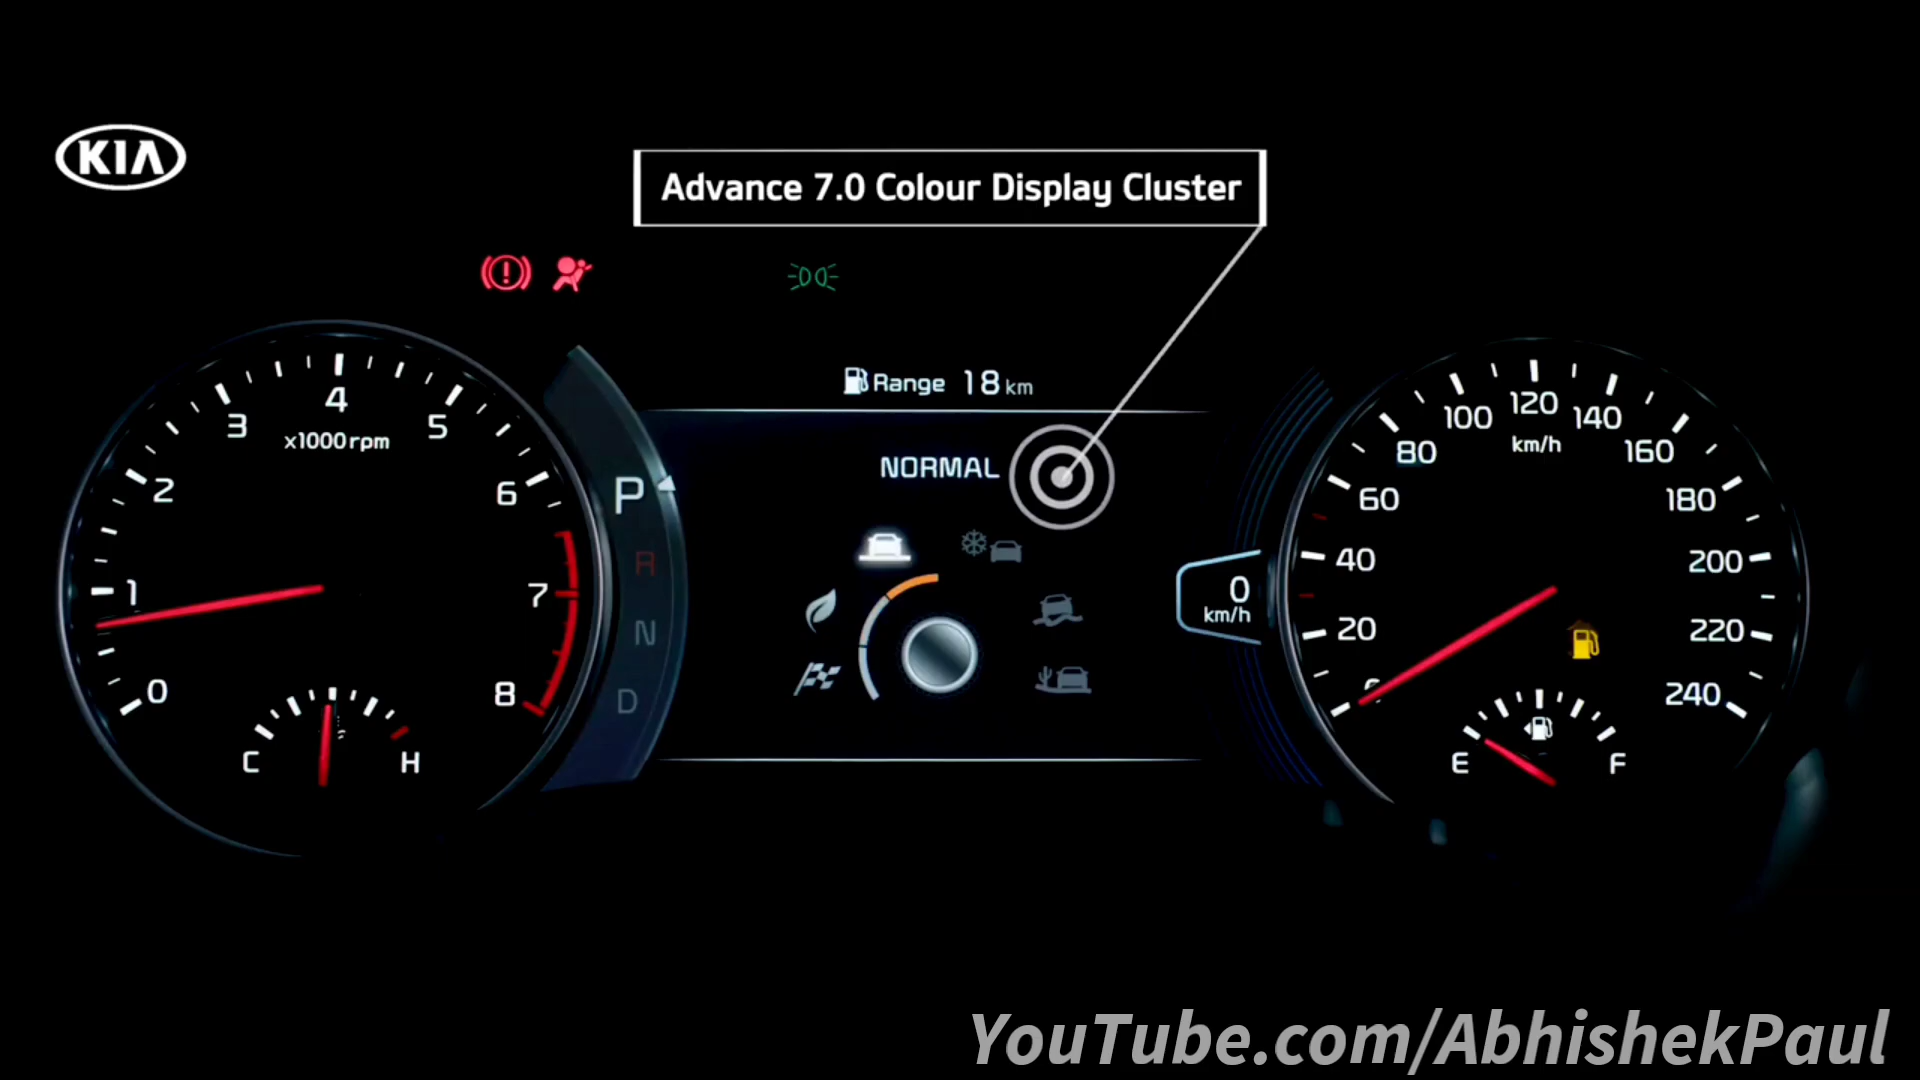 KIA
Advance 7.0 Colour Display Cluster
Range 18 km
NORMAL
0
1
2
3
4
5
6
7
8
x1000rpm
C H
P
R
N
D
0
km/h
20
40
60
80
100
120
140
160
180
200
220
240
km/h
E F
YouTube.com/AbhishekPaul